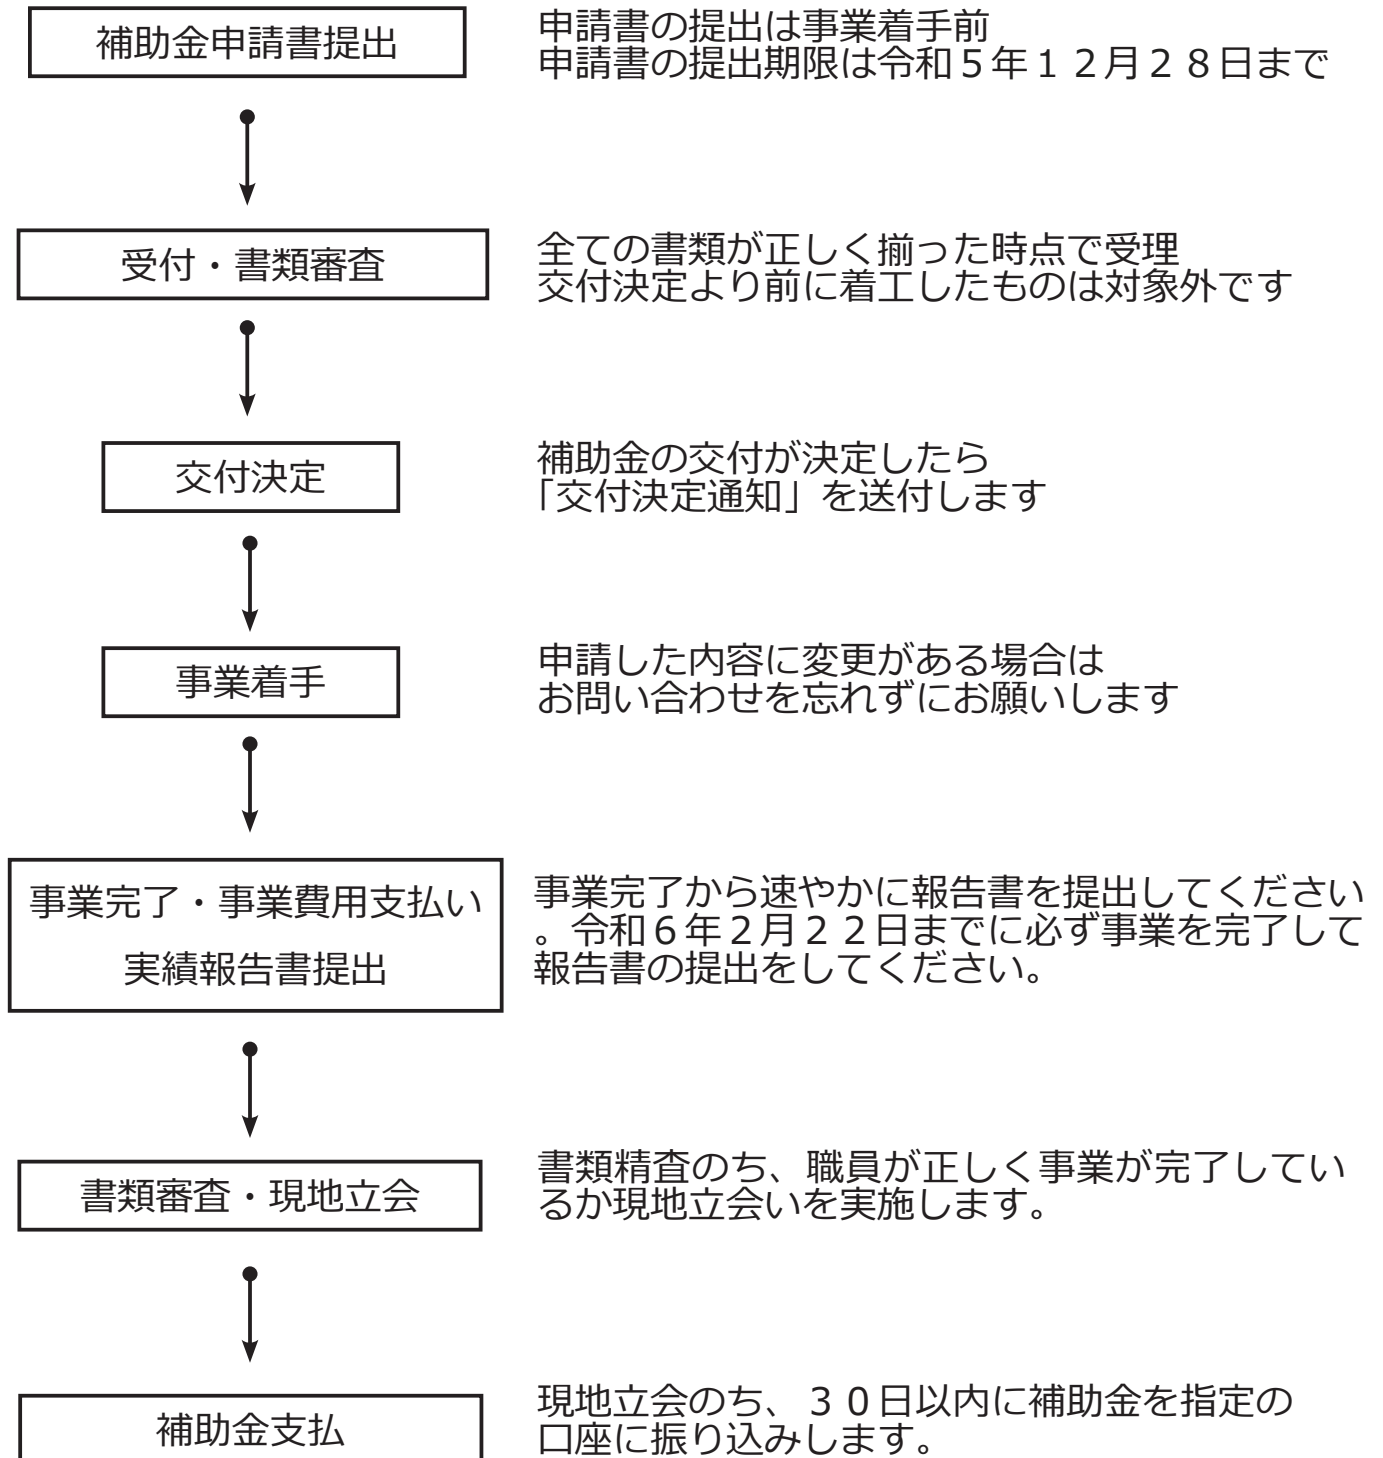 補助金申請書提出
申請書の提出は事業着手前
申請書の提出期限は令和５年１２月２８日まで
受付・書類審査
全ての書類が正しく揃った時点で受理
交付決定より前に着工したものは対象外です
交付決定
補助金の交付が決定したら
「交付決定通知」を送付します
事業着手
申請した内容に変更がある場合は
お問い合わせを忘れずにお願いします
事業完了・事業費用支払い
実績報告書提出
事業完了から速やかに報告書を提出してください
。令和６年２月２２日までに必ず事業を完了して
報告書の提出をしてください。
書類審査・現地立会
書類精査のち、職員が正しく事業が完了してい
るか現地立会いを実施します。
補助金支払
現地立会のち、３０日以内に補助金を指定の
口座に振り込みします。